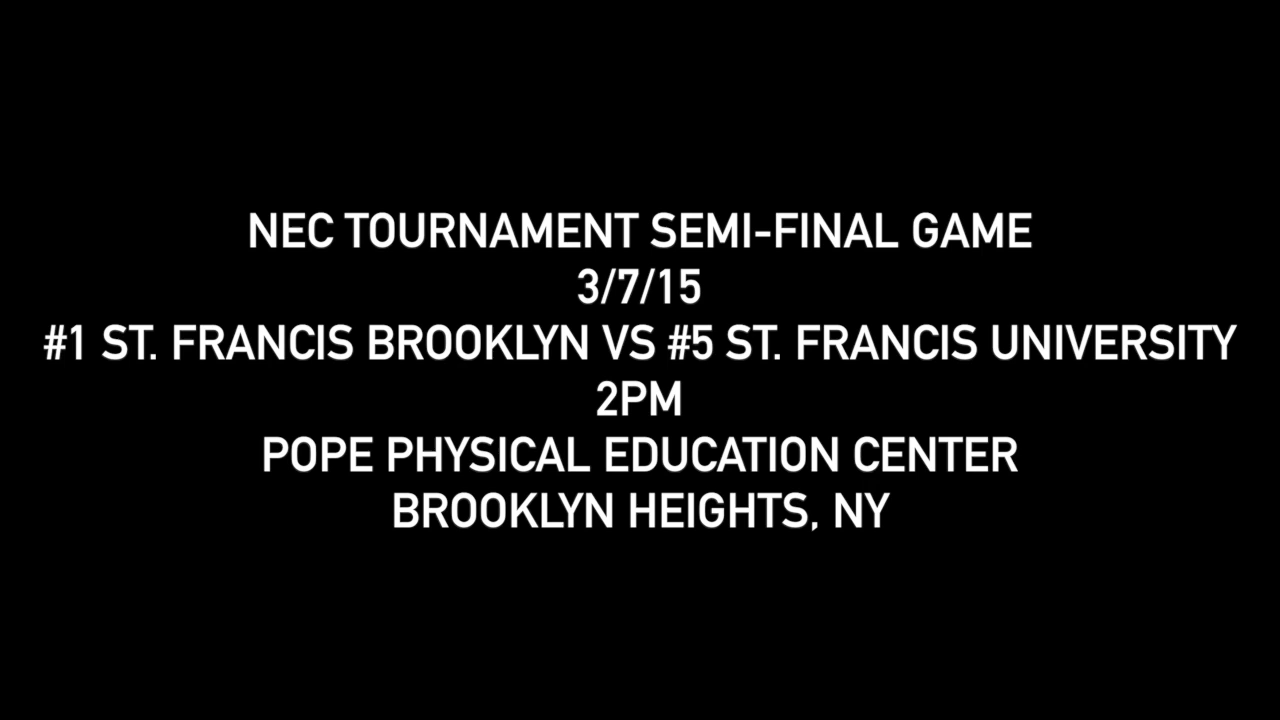 NEC TOURNAMENT SEMI-FINAL GAME
3/7/15
#1 ST. FRANCIS BROOKLYN VS #5 ST. FRANCIS UNIVERSITY
2PM
POPE PHYSICAL EDUCATION CENTER
BROOKLYN HEIGHTS, NY